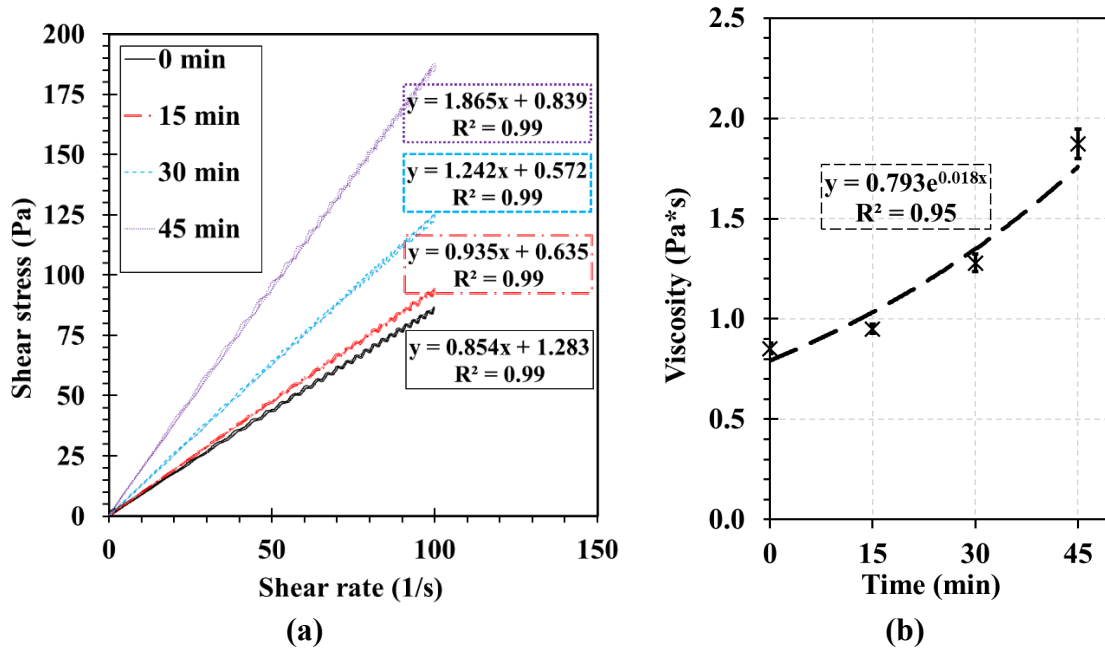 200
175
150
125
100
75
50
25
0
Shear stress (Pa)
0 min
15 min
30 min
45 min
y = 1.865x + 0.839
R² = 0.99
y = 1.242x + 0.572
R² = 0.99
y = 0.935x + 0.635
R² = 0.99
y = 0.854x + 1.283
R² = 0.99
0 50 100 150
Shear rate (1/s)
(a)
2.5
2.0
1.5
1.0
0.5
0.0
Viscosity (Pa*s)
y = 0.793e^0.018x
R² = 0.95
0 15 30 45
Time (min)
(b)